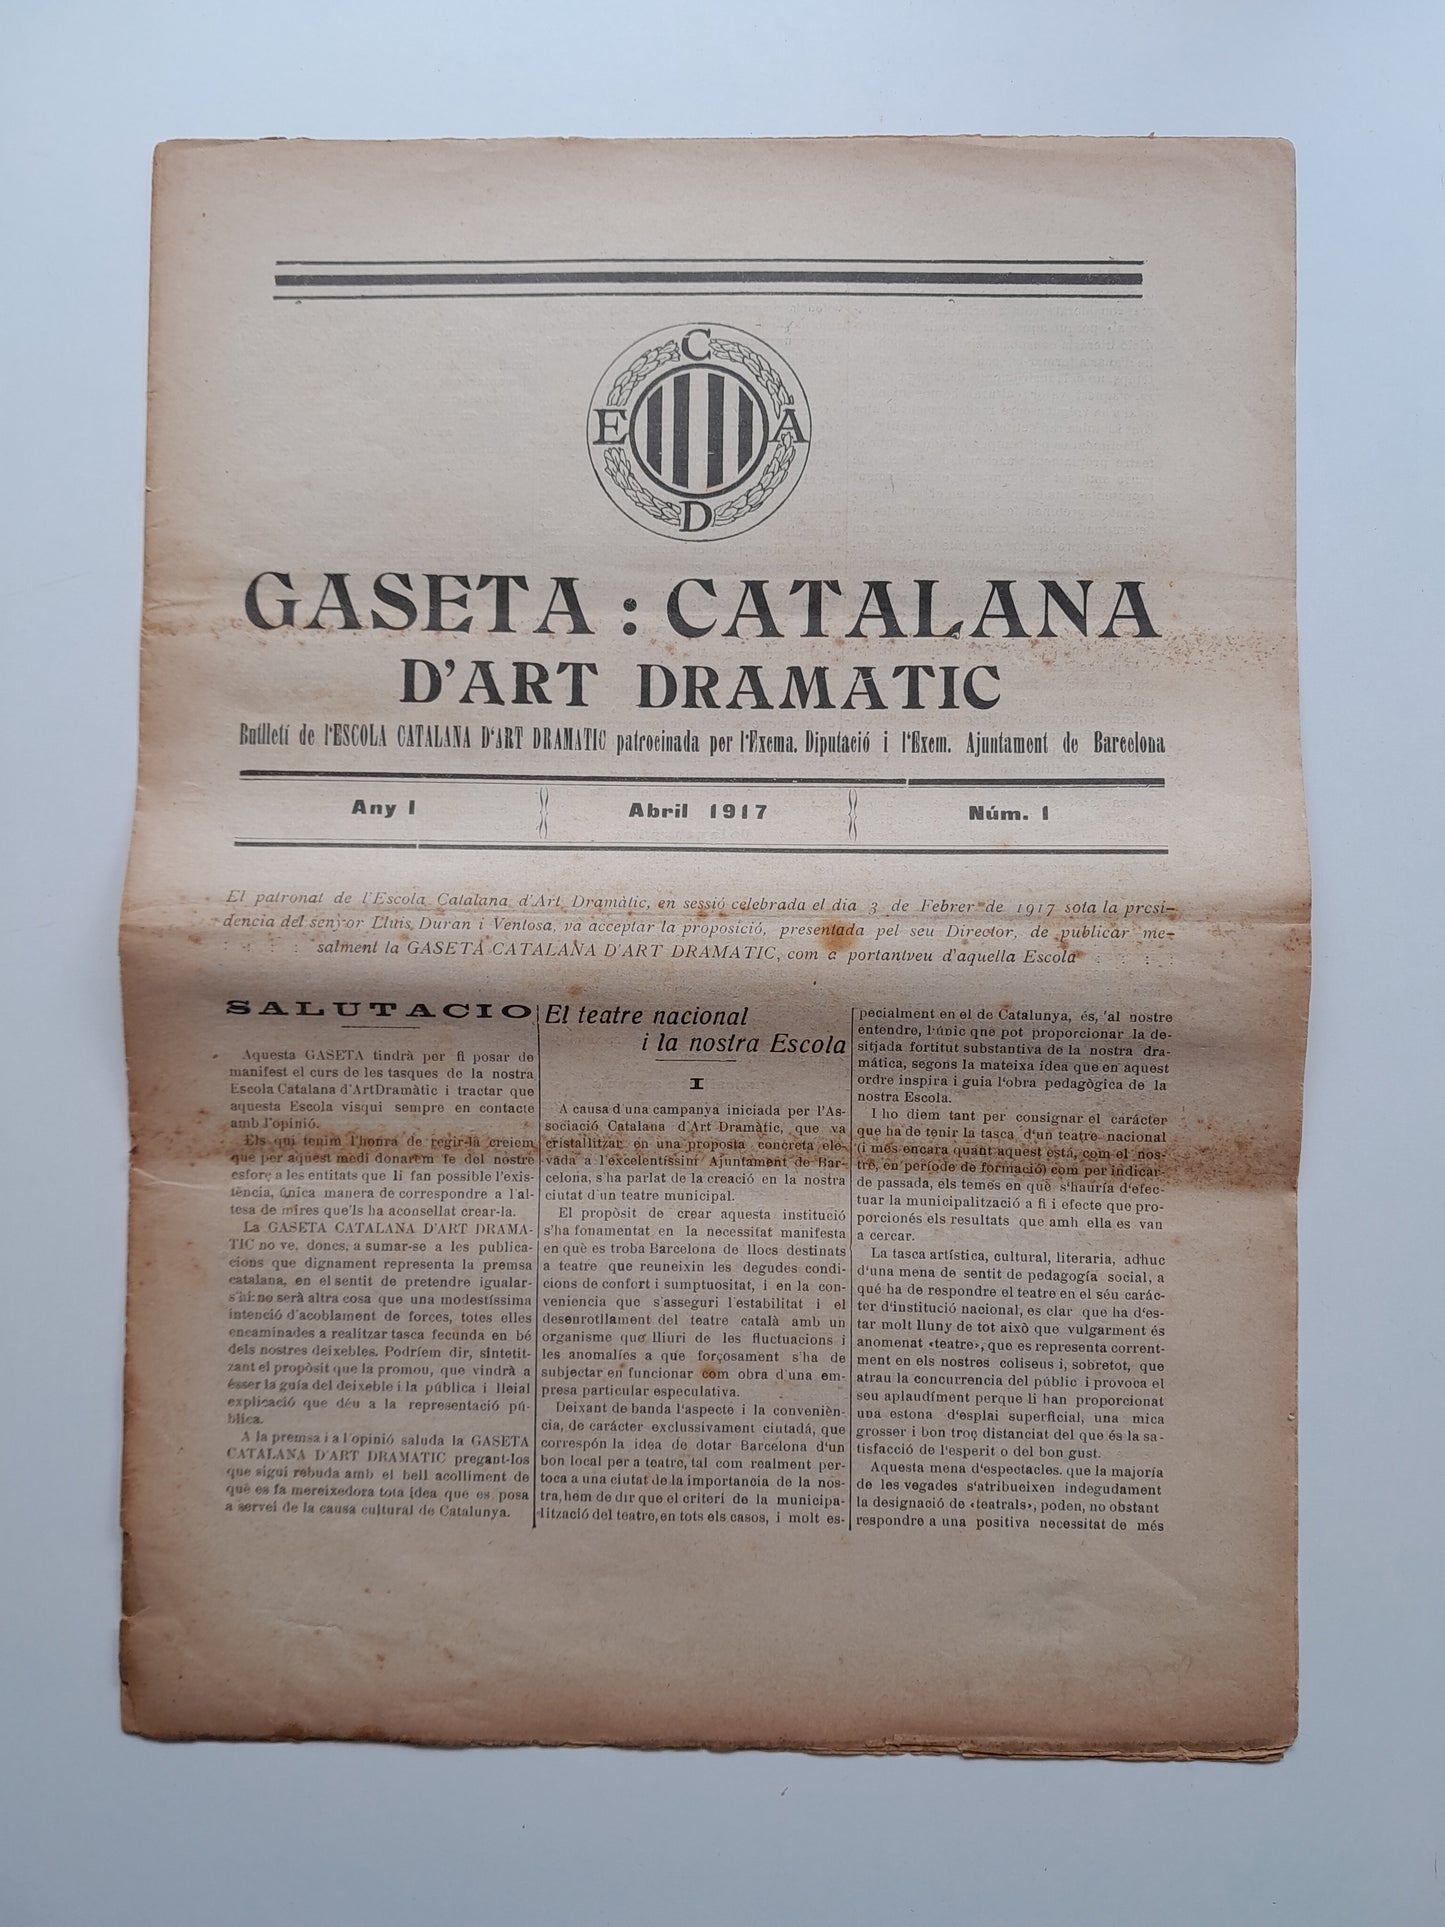 C
E A
D
GASETA : CATALANA
D'ART DRAMATIC
Butlletí de l'ESCOLA CATALANA D'ART DRAMATIC patrocinada per l'Exema. Diputació i l'Exem. Ajuntament de Barcelona
Any I Abril 1917 Núm. 1
El patronat de l'Escola Catalana d'Art Dramàtic, en sessió celebrada el dia 3 de Febrer de 1917 sota la presi-
dencia del senyor Lluis Duran i Ventosa, va acceptar la proposició, presentada pel seu Director, de publicar me-
: : : : salment la GASETA CATALANA D'ART DRAMATIC, com a portantveu d'aquella Escola : : : :
SALUTACIO
Aquesta GASETA tindrà per fi posar de
manifest el curs de les tasques de la nostra
Escola Catalana d'ArtDramàtic i tractar que
aquesta Escola visqui sempre en contacte
amb l'opinió.
Els qui tenim l'honra de regir-la creiem
que per aquest medi donarem fe del nostre
esforç a les entitats que li fan possible l'exis-
tència, única manera de correspondre a l'al-
tesa de mires que'ls ha aconsellat crear-la.
La GASETA CATALANA D'ART DRAMA-
TIC no ve, doncs, a sumar-se a les publica-
cions que dignament representa la premsa
catalana, en el sentit de pretendre igualar-
s'hi: no serà altra cosa que una modestíssima
intenció d'acoblament de forces, totes elles
encaminades a realitzar tasca fecunda en bé
dels nostres deixebles. Podríem dir, sintetit-
zant el propòsit que la promou, que vindrà a
ésser la guía del deixeble i la pública i lleial
explicació que déu a la representació pú-
blica.
A la premsa i a l'opinió saluda la GASETA
CATALANA D'ART DRAMATIC pregant-los
que sigui rebuda amb el bell acolliment de
què es fa mereixedora tota idea que es posa
a servei de la causa cultural de Catalunya.
El teatre nacional
i la nostra Escola
I
A causa d'una campanya iniciada per l'As-
sociació Catalana d'Art Dramàtic, que va
cristallitzar en una proposta concreta ele-
vada a l'excelentíssim Ajuntament de Bar-
celona, s'ha parlat de la creació en la nostra
ciutat d'un teatre municipal.
El propòsit de crear aquesta institució
s'ha fonamentat en la necessitat manifesta
en què es troba Barcelona de llocs destinats
a teatre que reuneixin les degudes condi-
cions de confort i sumptuositat, i en la con-
veniencia que s'asseguri l'estabilitat i el
desenrotllament del teatre català amb un
organisme que lliuri de les fluctuacions i
les anomalíes a que forçosament s'ha de
subjectar en funcionar com obra d'una em-
presa particular especulativa.
Deixant de banda l'aspecte i la convenièn-
cia, de carácter exclussivament ciutadá, que
correspón la idea de dotar Barcelona d'un
bon local per a teatre, tal com realment per-
toca a una ciutat de la importancia de la nos-
tra, hem de dir que el criteri de la municipa-
lització del teatre, en tots els casos, i molt es-
pecialment en el de Catalunya, és, al nostre
entendre, l'únic qne pot proporcionar la de-
sitjada fortitut substantiva de la nostra dra-
mática, segons la mateixa idea que en aquest
ordre inspira i guia l'obra pedagògica de la
nostra Escola.
I ho diem tant per consignar el carácter
que ha de tenir la tasca d'un teatre nacional
(i més encara quant aquest está, com el nos-
tre, en període de formació) com per indicar,
de passada, els temes en què s'hauría d'efec-
tuar la municipalització a fi i efecte que pro-
porcionés els resultats que amb ella es van
a cercar.
La tasca artística, cultural, literaria, adhuc
d'una mena de sentit de pedagogía social, a
qué ha de respondre el teatre en el séu carác-
ter d'institució nacional, es clar que ha d'es-
tar molt lluny de tot això que vulgarment és
anomenat «teatre», que es representa corrent-
ment en els nostres coliseus i, sobretot, que
atrau la concurrencia del públic i provoca el
seu aplaudíment perque li han proporcionat
una estona d'esplai superficial, una mica
grosser i bon troç distanciat del que és la sa-
tisfacció de l'esperit o del bon gust.
Aquesta mena d'espectacles. que la majoría
de les vegades s'atribueixen indegudament
la designació de «teatrals», poden, no obstant
respondre a una positiva necessitat de més